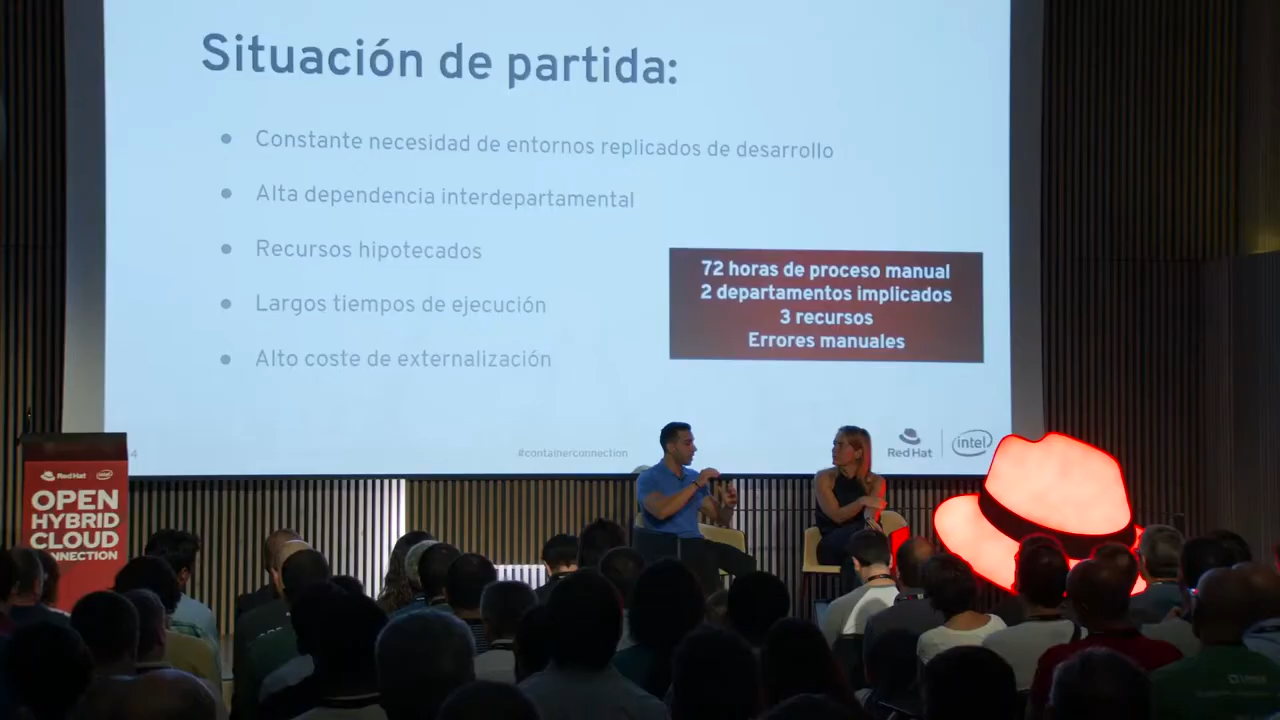 Situación de partida:
● Constante necesidad de entornos replicados de desarrollo
● Alta dependencia interdepartamental
● Recursos hipotecados
● Largos tiempos de ejecución
● Alto coste de externalización
72 horas de proceso manual
2 departamentos implicados
3 recursos
Errores manuales
4
#containerconnection
Red Hat
intel
Red Hat intel
OPEN
HYBRID
CLOUD
NNECTION